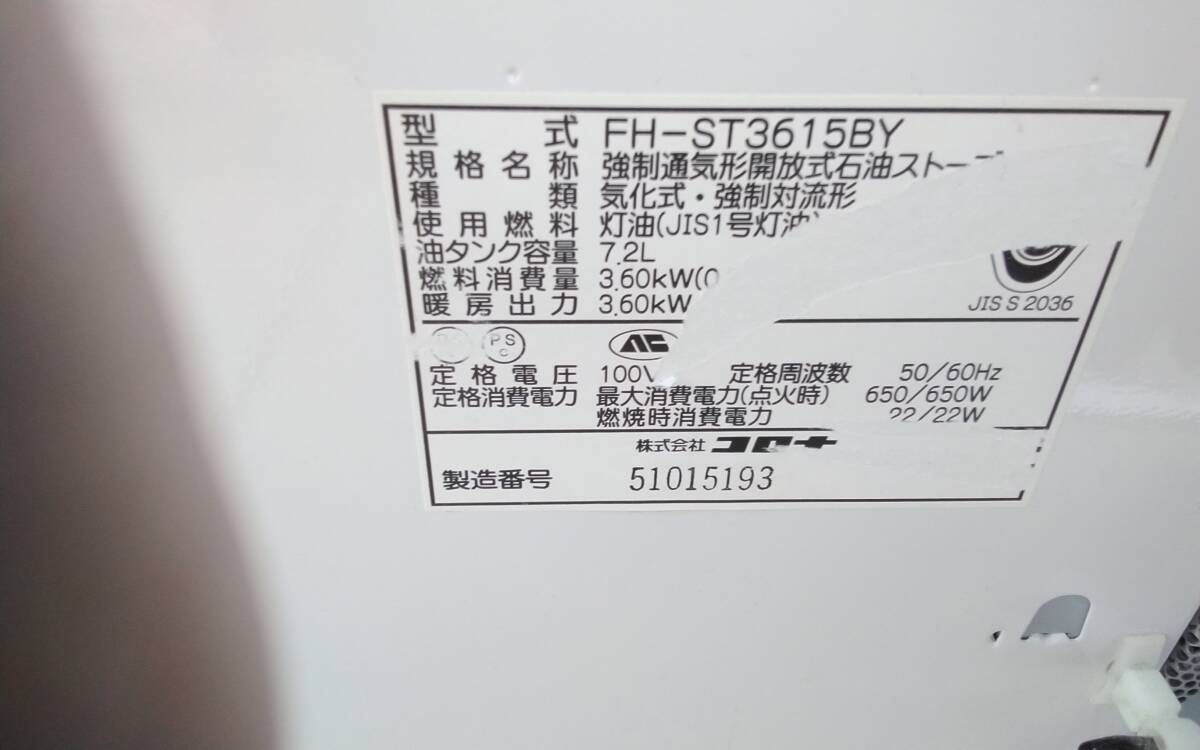 型式 FH-ST3615BY
規格名称 強制通気形開放式石油ストー
種類 気化式・強制対流形
使用燃料 灯油(JIS1号灯油)
油タンク容量 7.2L
燃料消費量 3.60kW(0
暖房出力 3.60kW
JIS S 2036
PS C
定格電圧 100V 定格周波数 50/60Hz
定格消費電力 最大消費電力(点火時) 650/650W
燃焼時消費電力 22/22W
株式会社 コロナ
製造番号 51015193